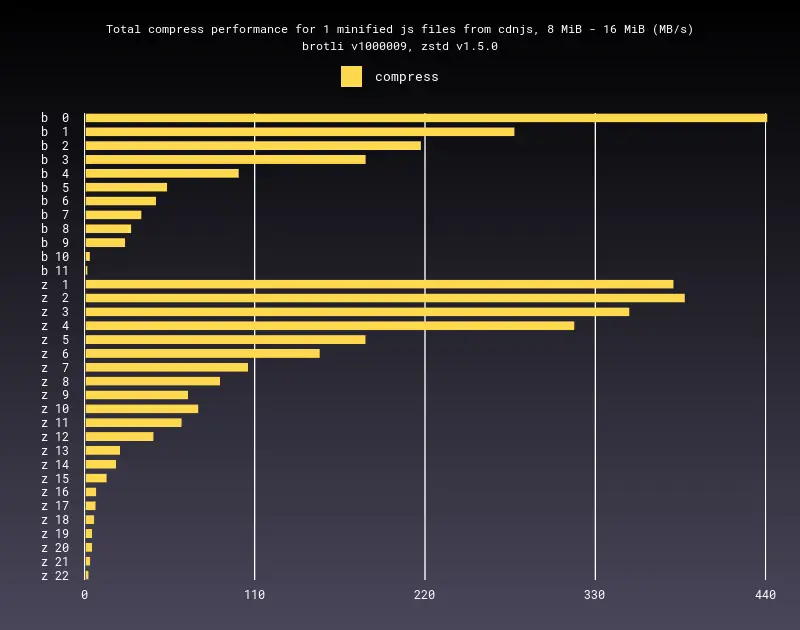 Total compress performance for 1 minified js files from cdnjs, 8 MiB - 16 MiB (MB/s)
brotli v1000009, zstd v1.5.0
compress
b 0
b 1
b 2
b 3
b 4
b 5
b 6
b 7
b 8
b 9
b 10
b 11
z 1
z 2
z 3
z 4
z 5
z 6
z 7
z 8
z 9
z 10
z 11
z 12
z 13
z 14
z 15
z 16
z 17
z 18
z 19
z 20
z 21
z 22
0 110 220 330 440